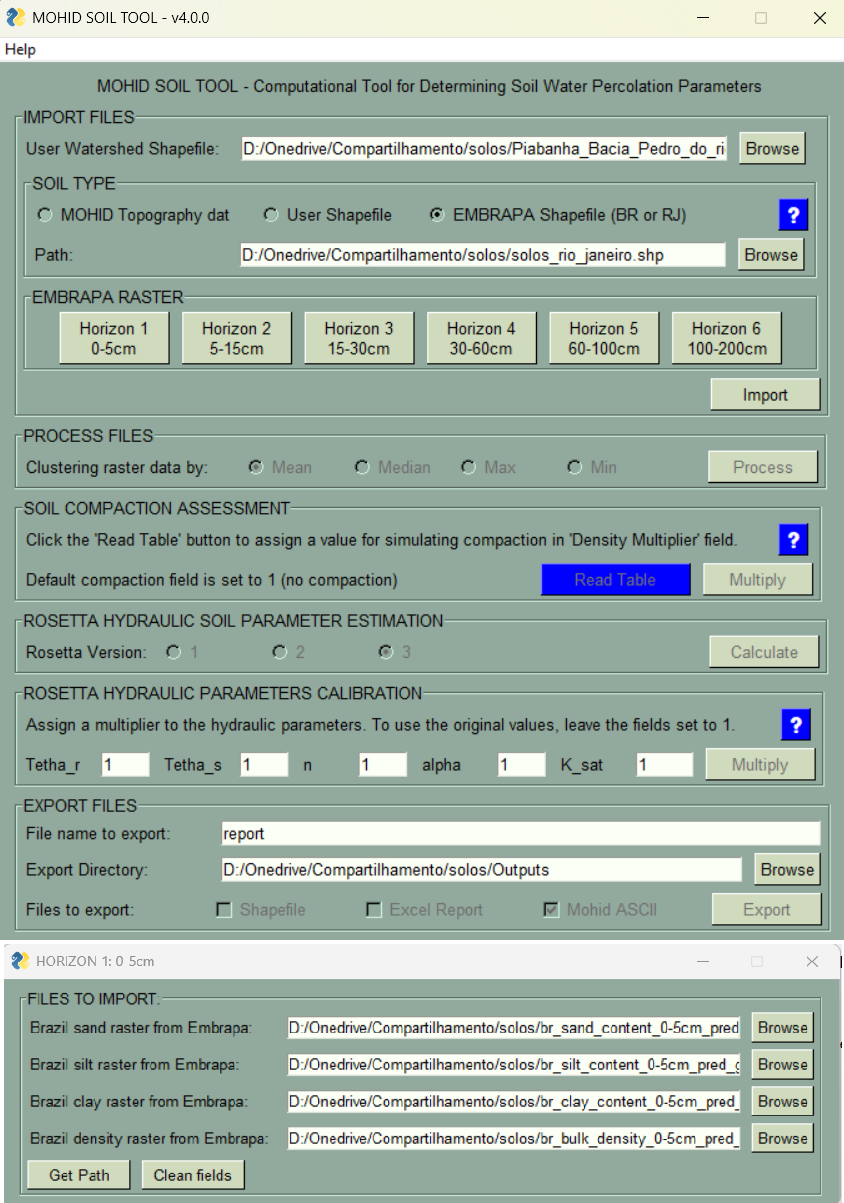 MOHID SOIL TOOL - v4.0.0
Help
MOHID SOIL TOOL - Computational Tool for Determining Soil Water Percolation Parameters
IMPORT FILES
User Watershed Shapefile: D:/Onedrive/Compartilhamento/solos/Piabanha_Bacia_Pedro_do_ri Browse
SOIL TYPE
MOHID Topography dat User Shapefile EMBRAPA Shapefile (BR or RJ) ?
Path: D:/Onedrive/Compartilhamento/solos/solos_rio_janeiro.shp Browse
EMBRAPA RASTER
Horizon 1 Horizon 2 Horizon 3 Horizon 4 Horizon 5 Horizon 6
0-5cm 5-15cm 15-30cm 30-60cm 60-100cm 100-200cm
Import
PROCESS FILES
Clustering raster data by: Mean Median Max Min Process
SOIL COMPACTION ASSESSMENT
Click the 'Read Table' button to assign a value for simulating compaction in 'Density Multiplier' field. ?
Default compaction field is set to 1 (no compaction) Read Table Multiply
ROSETTA HYDRAULIC SOIL PARAMETER ESTIMATION
Rosetta Version: 1 2 3 Calculate
ROSETTA HYDRAULIC PARAMETERS CALIBRATION
Assign a multiplier to the hydraulic parameters. To use the original values, leave the fields set to 1. ?
Tetha_r 1 Tetha_s 1 n 1 alpha 1 K_sat 1 Multiply
EXPORT FILES
File name to export: report
Export Directory: D:/Onedrive/Compartilhamento/solos/Outputs Browse
Files to export: Shapefile Excel Report Mohid ASCII Export
HORIZON 1: 0-5cm
FILES TO IMPORT:
Brazil sand raster from Embrapa: D:/Onedrive/Compartilhamento/solos/br_sand_content_0-5cm_pred Browse
Brazil silt raster from Embrapa: D:/Onedrive/Compartilhamento/solos/br_silt_content_0-5cm_pred_g Browse
Brazil clay raster from Embrapa: D:/Onedrive/Compartilhamento/solos/br_clay_content_0-5cm_pred_ Browse
Brazil density raster from Embrapa: D:/Onedrive/Compartilhamento/solos/br_bulk_density_0-5cm_pred_ Browse
Get Path Clean fields